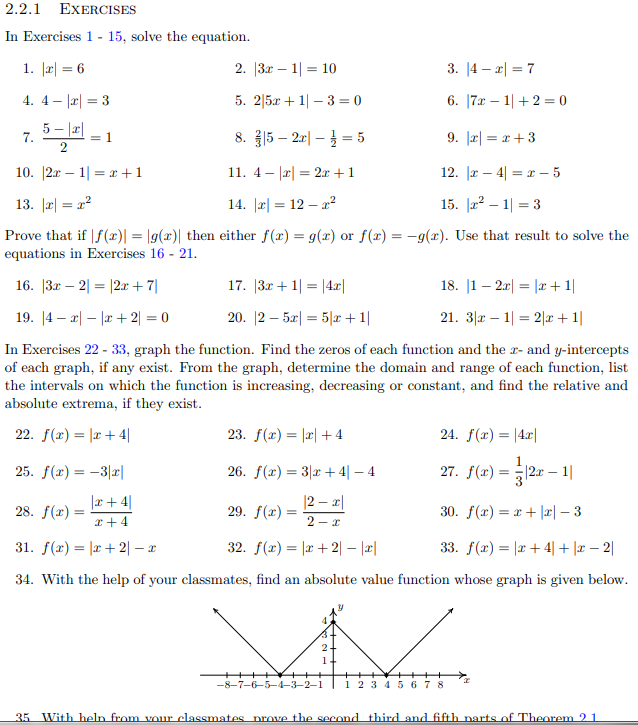 2.2.1 EXERCISES
In Exercises 1 - 15, solve the equation.
1. |x| = 6 2. |3x − 1| = 10 3. |4 − x| = 7
4. 4 − |x| = 3 5. 2|5x + 1| − 3 = 0 6. |7x − 1| + 2 = 0
7. \frac{5 − |x|}{2} = 1 8. \frac{2}{3}|5 − 2x| − \frac{1}{2} = 5 9. |x| = x + 3
10. |2x − 1| = x + 1 11. 4 − |x| = 2x + 1 12. |x − 4| = x − 5
13. |x| = x² 14. |x| = 12 − x² 15. |x² − 1| = 3
Prove that if |f(x)| = |g(x)| then either f(x) = g(x) or f(x) = −g(x). Use that result to solve the
equations in Exercises 16 - 21.
16. |3x − 2| = |2x + 7| 17. |3x + 1| = |4x| 18. |1 − 2x| = |x + 1|
19. |4 − x| − |x + 2| = 0 20. |2 − 5x| = 5|x + 1| 21. 3|x − 1| = 2|x + 1|
In Exercises 22 - 33, graph the function. Find the zeros of each function and the x- and y-intercepts
of each graph, if any exist. From the graph, determine the domain and range of each function, list
the intervals on which the function is increasing, decreasing or constant, and find the relative and
absolute extrema, if they exist.
22. f(x) = |x + 4| 23. f(x) = |x| + 4 24. f(x) = |4x|
25. f(x) = −3|x| 26. f(x) = 3|x + 4| − 4 27. f(x) = \frac{1}{3}|2x − 1|
28. f(x) = \frac{|x + 4|}{x + 4} 29. f(x) = \frac{|2 − x|}{2 − x} 30. f(x) = x + |x| − 3
31. f(x) = |x + 2| − x 32. f(x) = |x + 2| − |x| 33. f(x) = |x + 4| + |x − 2|
34. With the help of your classmates, find an absolute value function whose graph is given below.
y
4
3
2
1
−8 −7 −6 −5 −4 −3 −2 −1 1 2 3 4 5 6 7 8 x
35. With help from your classmates, prove the second, third and fifth parts of Theorem 2.1.